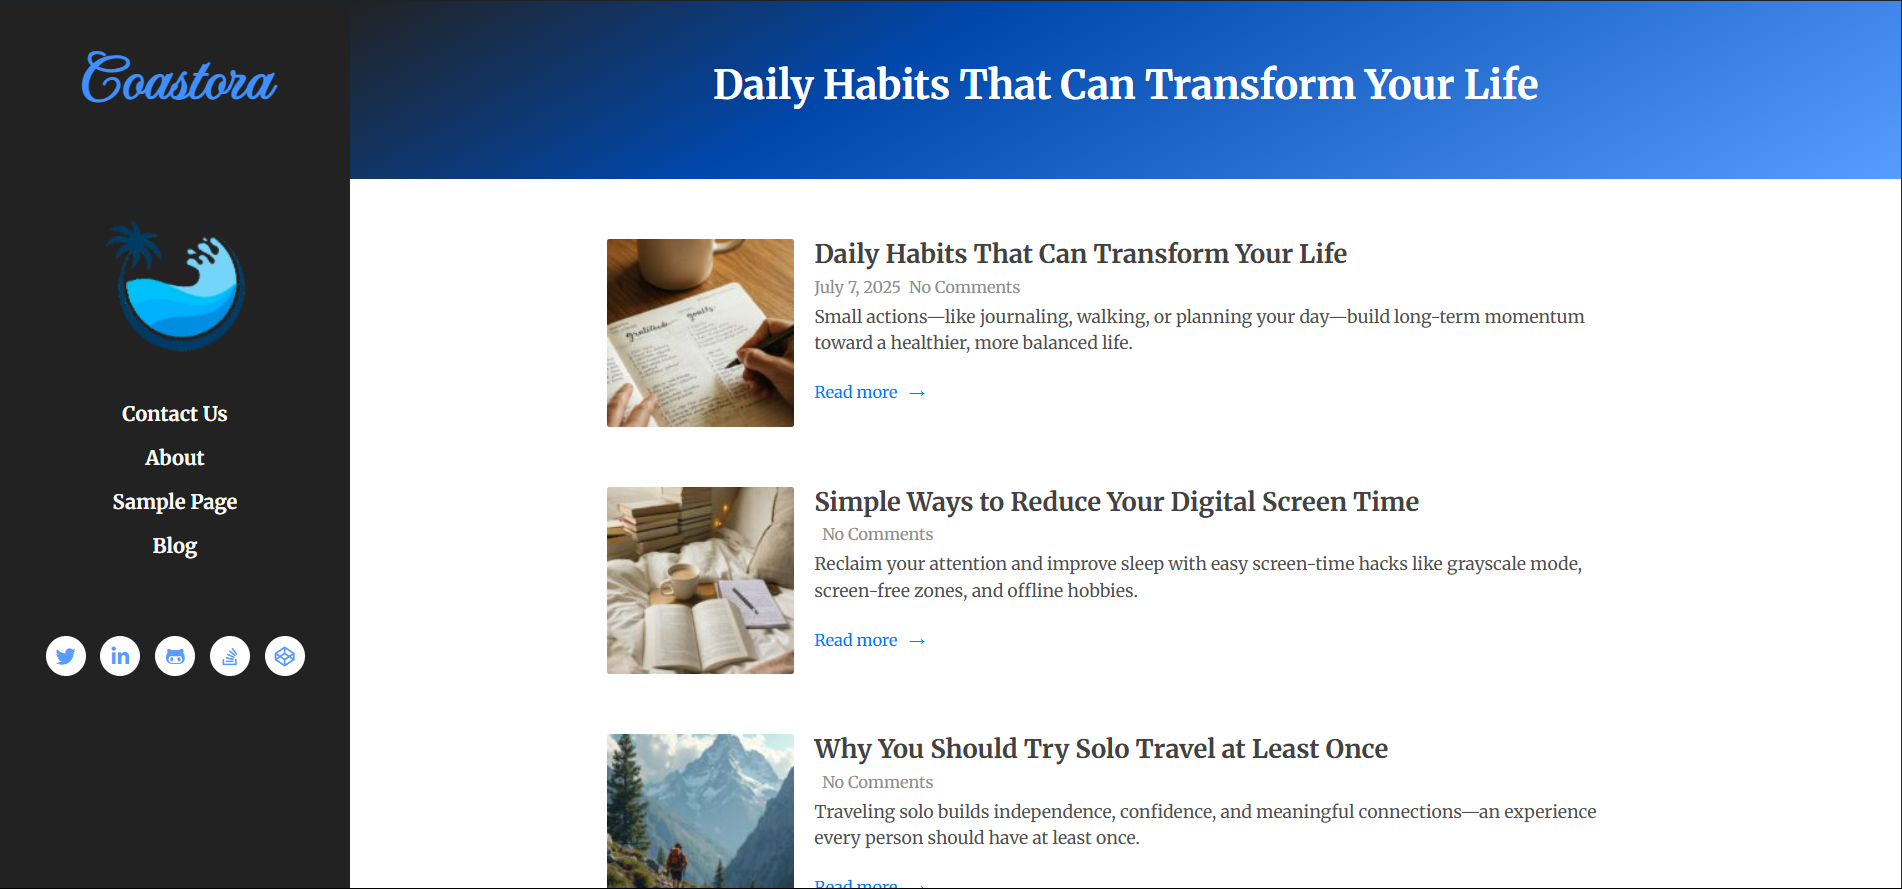 Coastora
Contact Us
About
Sample Page
Blog
Daily Habits That Can Transform Your Life
Daily Habits That Can Transform Your Life
July 7, 2025 No Comments
Small actions—like journaling, walking, or planning your day—build long-term momentum
toward a healthier, more balanced life.
Read more →
gratitude
goals
Simple Ways to Reduce Your Digital Screen Time
No Comments
Reclaim your attention and improve sleep with easy screen-time hacks like grayscale mode,
screen-free zones, and offline hobbies.
Read more →
Why You Should Try Solo Travel at Least Once
No Comments
Traveling solo builds independence, confidence, and meaningful connections—an experience
every person should have at least once.
Read more →